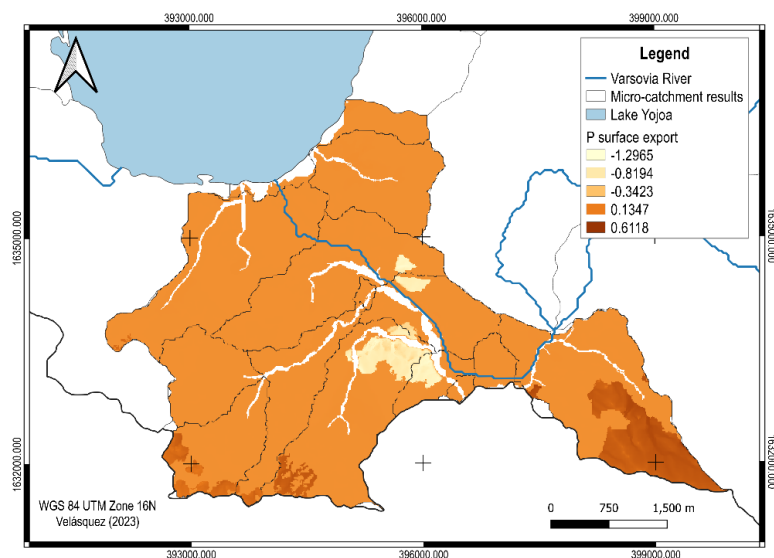 393000.000 396000.000 399000.000
Legend
Varsovia River
Micro-catchment results
Lake Yojoa
P surface export
-1.2965
-0.8194
-0.3423
0.1347
0.6118
1635000.000
1635000.000
1632000.000
1632000.000
WGS 84 UTM Zone 16N
Velásquez (2023)
0 750 1,500 m
393000.000 396000.000 399000.000